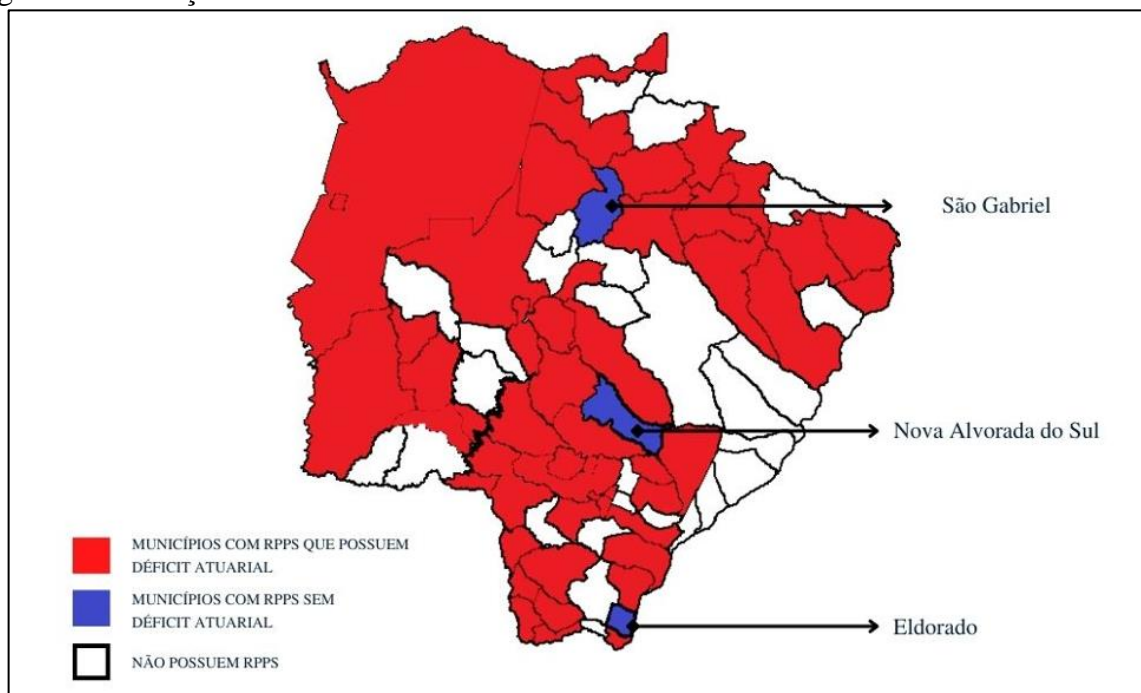 São Gabriel
Nova Alvorada do Sul
Eldorado
MUNICÍPIOS COM RPPS QUE POSSUEM
DÉFICIT ATUARIAL
MUNICÍPIOS COM RPPS SEM
DÉFICIT ATUARIAL
NÃO POSSUEM RPPS